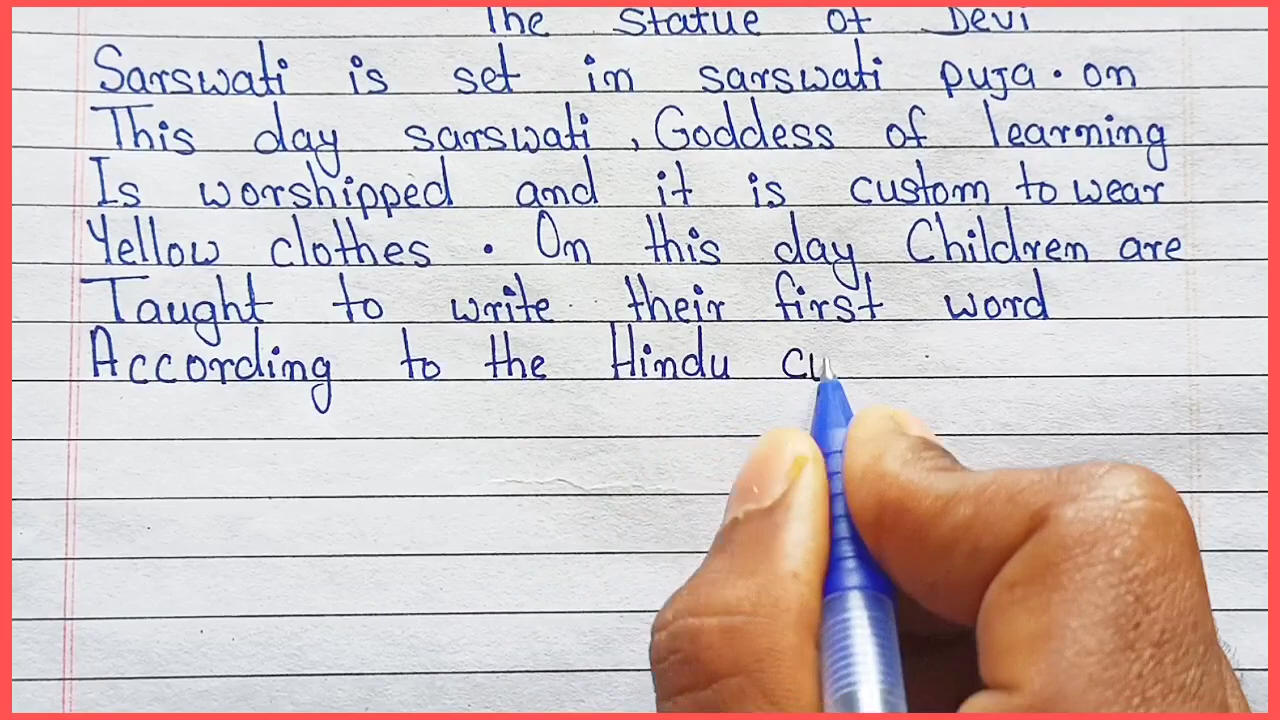 The Statue of Devi
Sarswati is set in sarswati puja. on
This day sarswati, Goddess of learning
Is worshipped and it is custom to wear
Yellow clothes. On this day Children are
Taught to write their first word
According to the Hindu cu